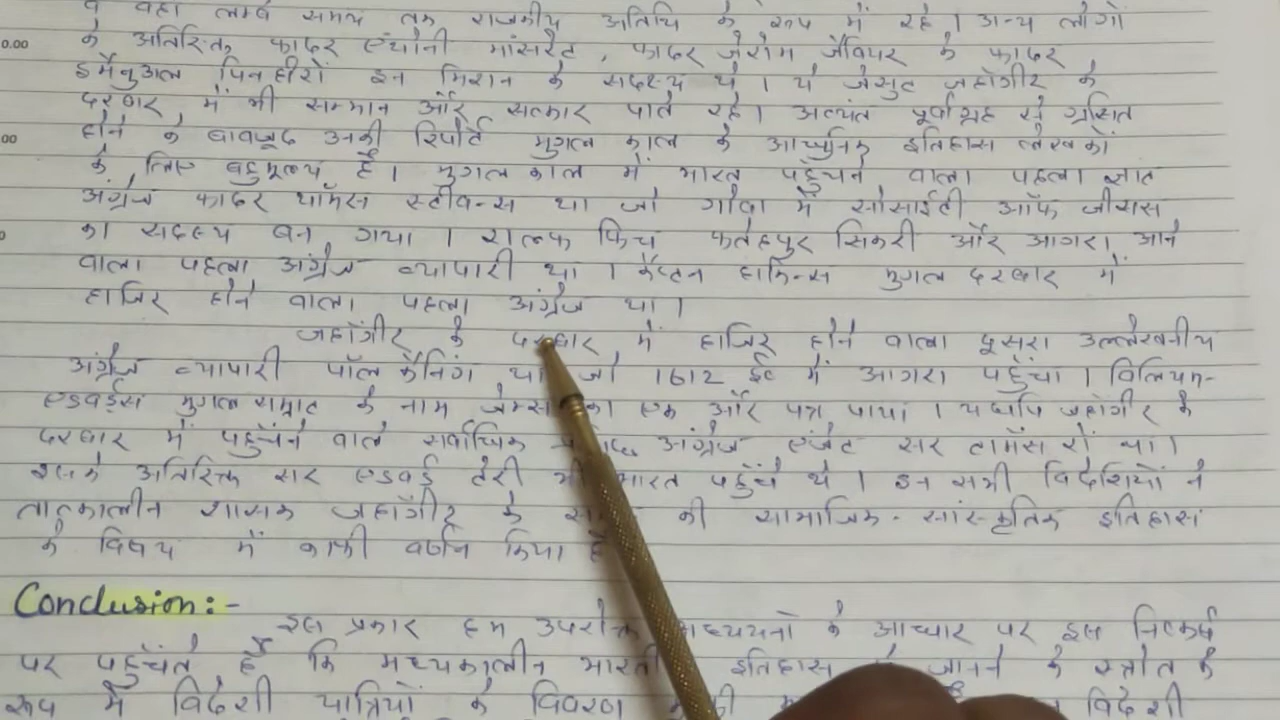 व वहां लम्बे समय तक राजकीय अतिथि के रूप में रहे । अन्य लोगों
0.00
के अतिरिक्त फादर एंथोनी मांसरेट , फादर जेरोम जेवियर के फादर
इमैनुअल पिनहीरो इन मिशन के सदस्य थे । ये जेसुट जहाँगीर के
दरबार में भी सम्मान और सत्कार पाते रहे । अत्यंत पूर्वाग्रह से ग्रसित
00
होने के बावजूद उनकी रिपोर्ट मुगल काल के आधुनिक इतिहास लेखकों
के लिए बहुमूल्य है । मुगल काल में भारत पहुंचने वाला पहला ज्ञात
अंग्रेज फादर थॉमस स्टीवन्स था जो गोवा में सोसाईटी ऑफ जीसस
0
का सदस्य बन गया । राल्फ फिच फतेहपुर सिकरी और आगरा आने
वाला पहला अंग्रेज व्यापारी था । कैप्टन हाकिन्स मुगल दरबार में
हाजिर होने वाला पहला अंग्रेज था ।
जहाँगीर के दरबार में हाजिर होने वाला दूसरा उल्लेखनीय
अंग्रेज व्यापारी पॉल कैनिंग था जो 1612 ई॰ में आगरा पहुँचा । विलियम-
एडवर्ड्स मुगल सम्राट के नाम जेम्स का एक और पत्र पाया । यद्यपि जहाँगीर के
दरबार में पहुँचने वाले सर्वाधिक अंग्रेज एजेंट सर टामॅस रो था ।
इसके अतिरिक्त सर एडवर्ड टेरी भी भारत पहुँचे थे । इन सभी विदेशियों ने
तात्कालीन शासक जहाँगीर के की सामाजिक - सांस्कृतिक इतिहास
के विषय में काफी वर्णन किया है
Conclusion:-
इस प्रकार हम उपरोक्त अध्ययनों के आधार पर इस निष्कर्ष
पर पहुँचते हैं कि मध्यकालीन भारती इतिहास जानने के स्त्रोत के
रूप में विदेशी यात्रियों के विवरण विदेशी